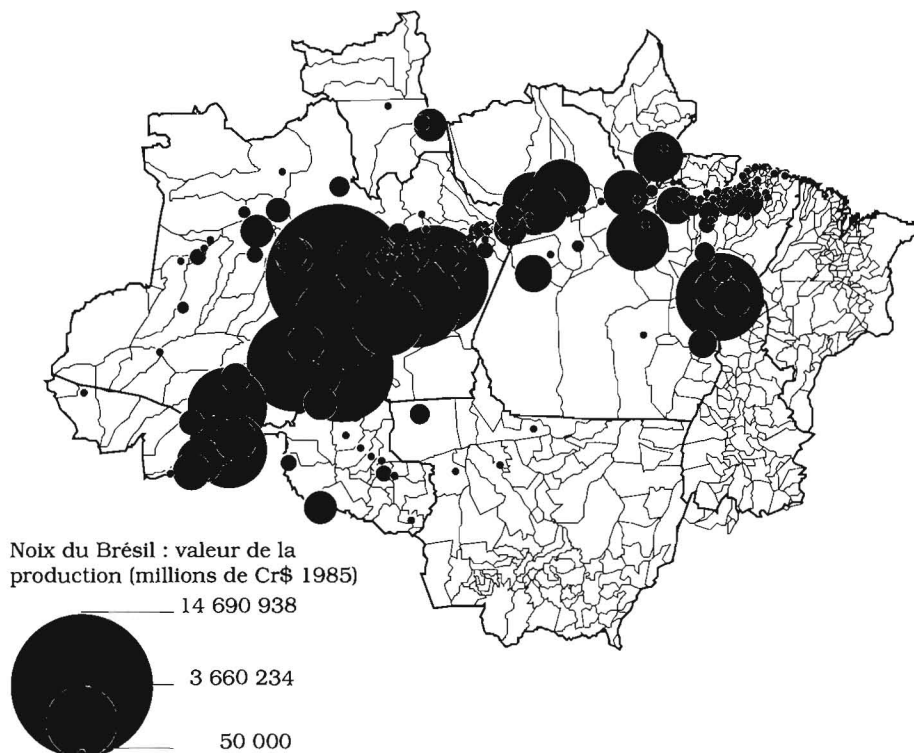 Noix du Brésil : valeur de la
production (millions de Cr$ 1985)
14 690 938
3 660 234
50 000